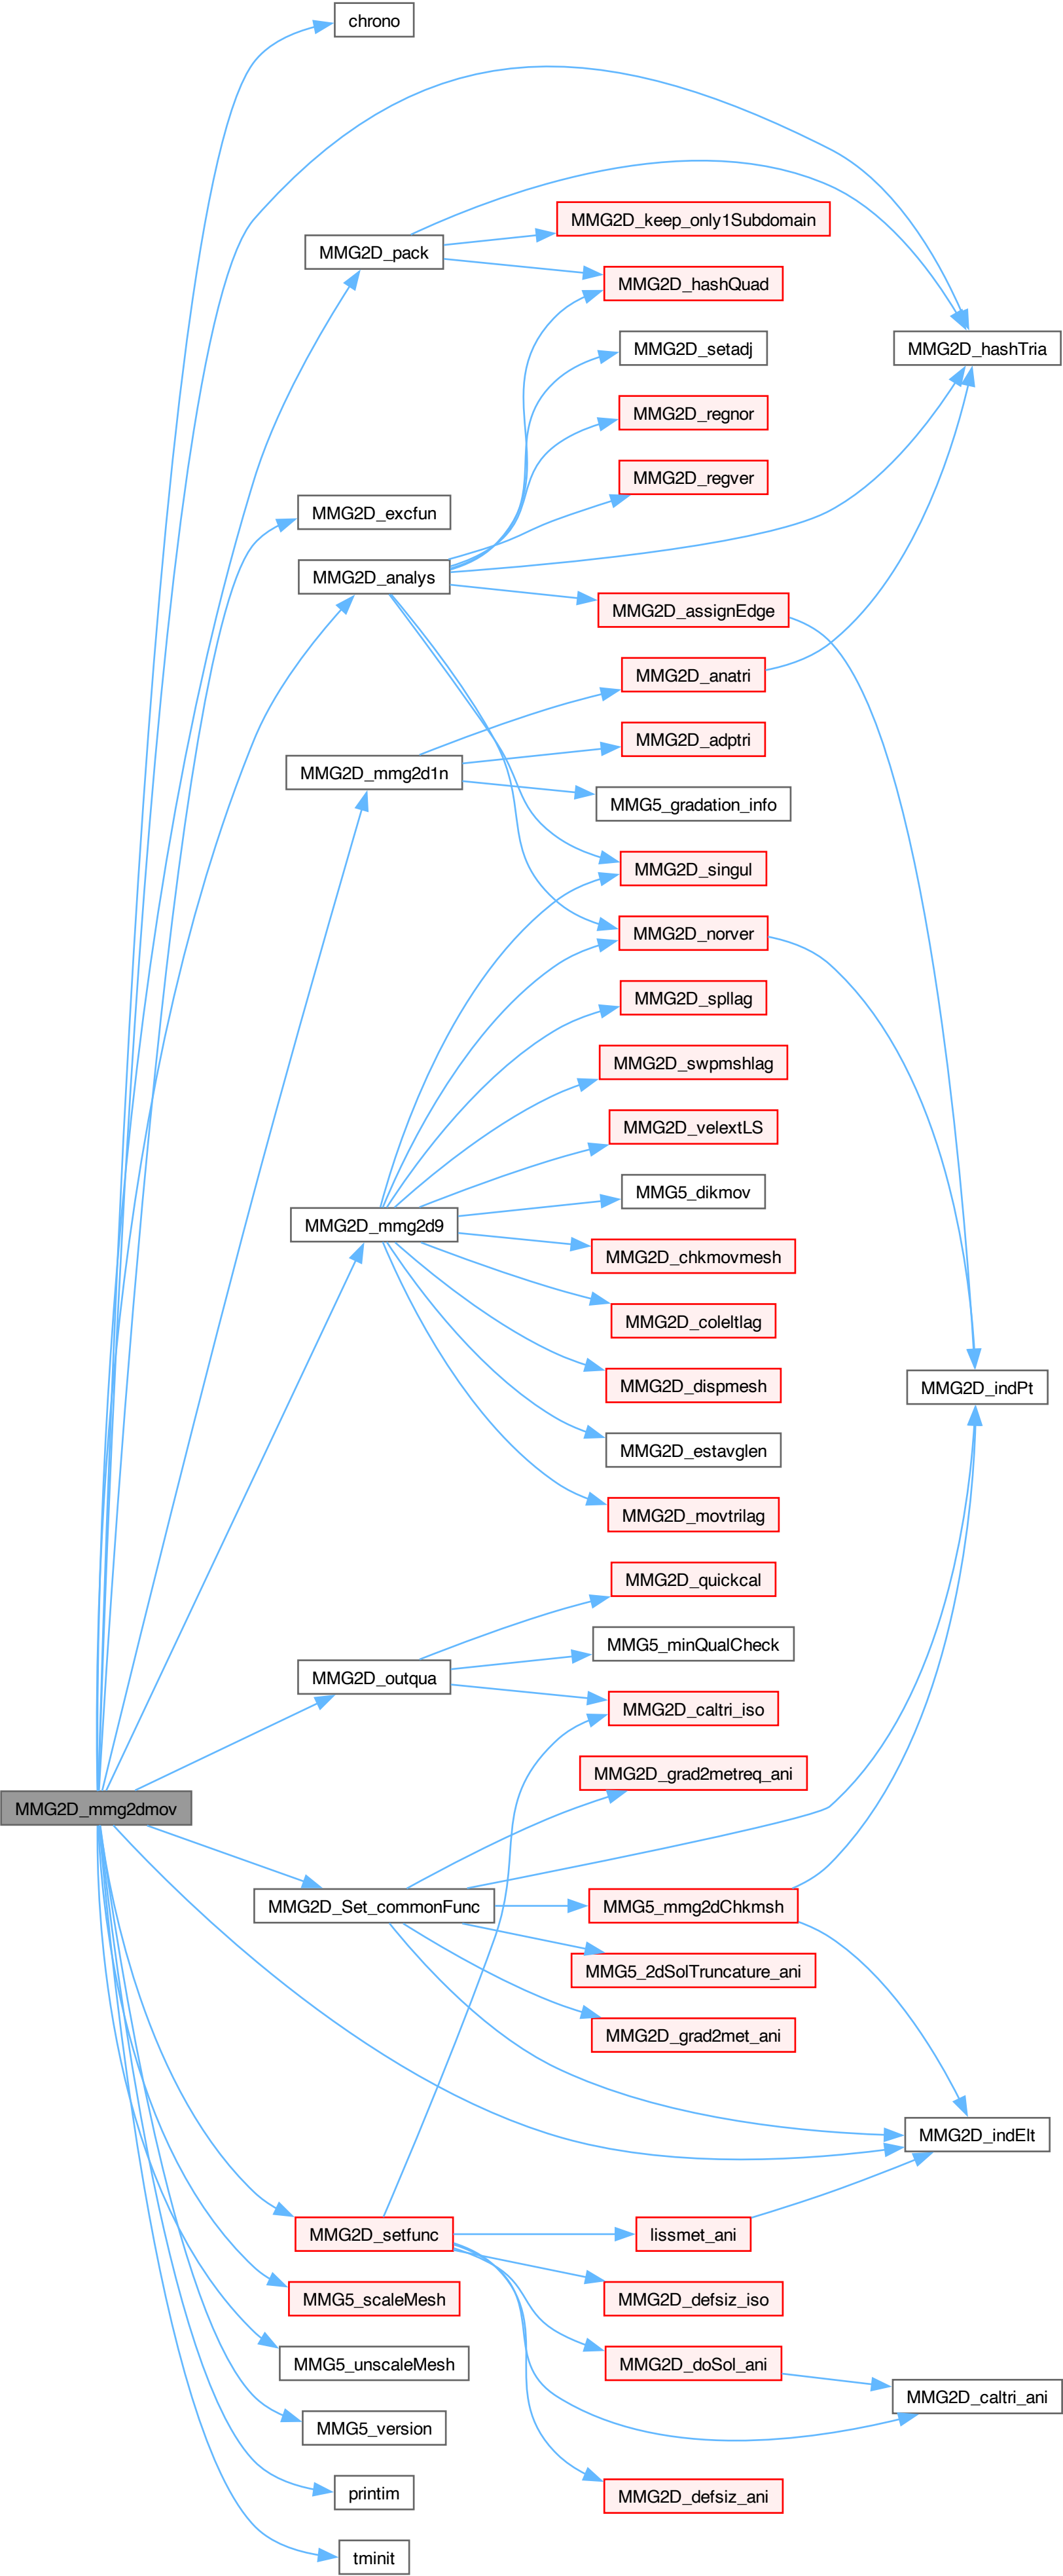 chrono
MMG2D_keep_only1Subdomain
MMG2D_pack
MMG2D_hashQuad
MMG2D_setadj
MMG2D_hashTria
MMG2D_regnor
MMG2D_regver
MMG2D_excfun
MMG2D_analys
MMG2D_assignEdge
MMG2D_anatri
MMG2D_adptri
MMG2D_mmg2d1n
MMG5_gradation_info
MMG2D_singul
MMG2D_norver
MMG2D_spllag
MMG2D_swpmshlag
MMG2D_velextLS
MMG5_dikmov
MMG2D_mmg2d9
MMG2D_chkmovmesh
MMG2D_coleltlag
MMG2D_dispmesh
MMG2D_indPt
MMG2D_estavglen
MMG2D_movtrilag
MMG2D_quickcal
MMG5_minQualCheck
MMG2D_outqua
MMG2D_caltri_iso
MMG2D_grad2metreq_ani
MMG2D_mmg2dmov
MMG2D_Set_commonFunc
MMG5_mmg2dChkmsh
MMG5_2dSolTruncature_ani
MMG2D_grad2met_ani
MMG2D_indElt
MMG2D_setfunc
lissmet_ani
MMG5_scaleMesh
MMG2D_defsiz_iso
MMG5_unscaleMesh
MMG2D_doSol_ani
MMG2D_caltri_ani
MMG5_version
printim
MMG2D_defsiz_ani
tminit